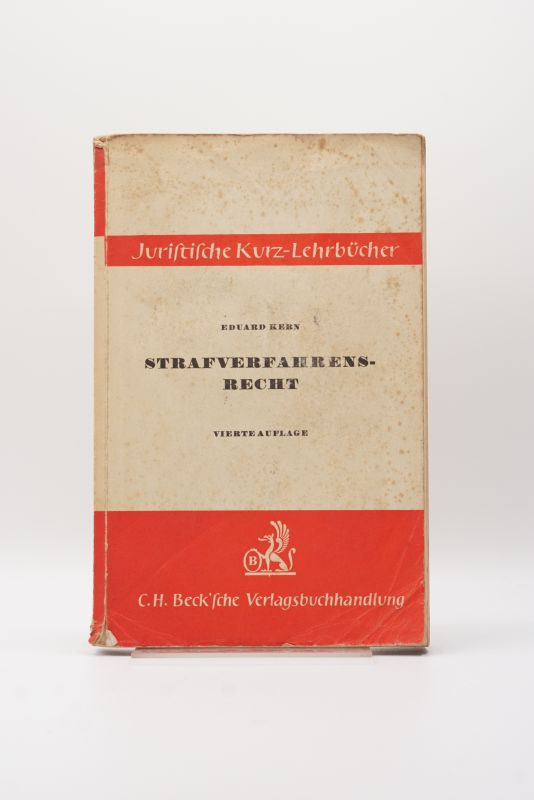 Juriſtiſche Kurz-Lehrbücher
EDUARD KERN
STRAFVERFAHRENS-
RECHT
VIERTE AUFLAGE
B
C.H. Beck'ſche Verlagsbuchhandlung